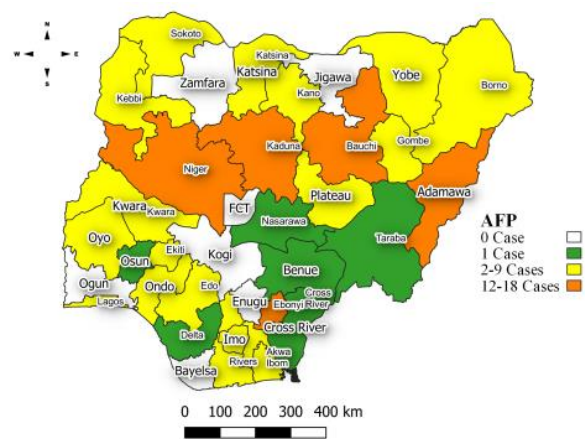 N
W E
S
Sokoto
Katsina
Zamfara
Katsina
Jigawa
Yobe
Borno
Kebbi
Kano
Gombe
Niger
Kaduna
Bauchi
Adamawa
Kwara
Kwara
FCT
Plateau
Nasarawa
Taraba
Oyo
Osun
Ekiti
Kogi
Benue
Ogun
Lagos
Ondo
Edo
Enugu
Ebonyi
Cross
River
Cross River
Delta
Imo
Akwa
Ibom
Rivers
Bayelsa
AFP
0 Case
1 Case
2-9 Cases
12-18 Cases
0 100 200 300 400 km